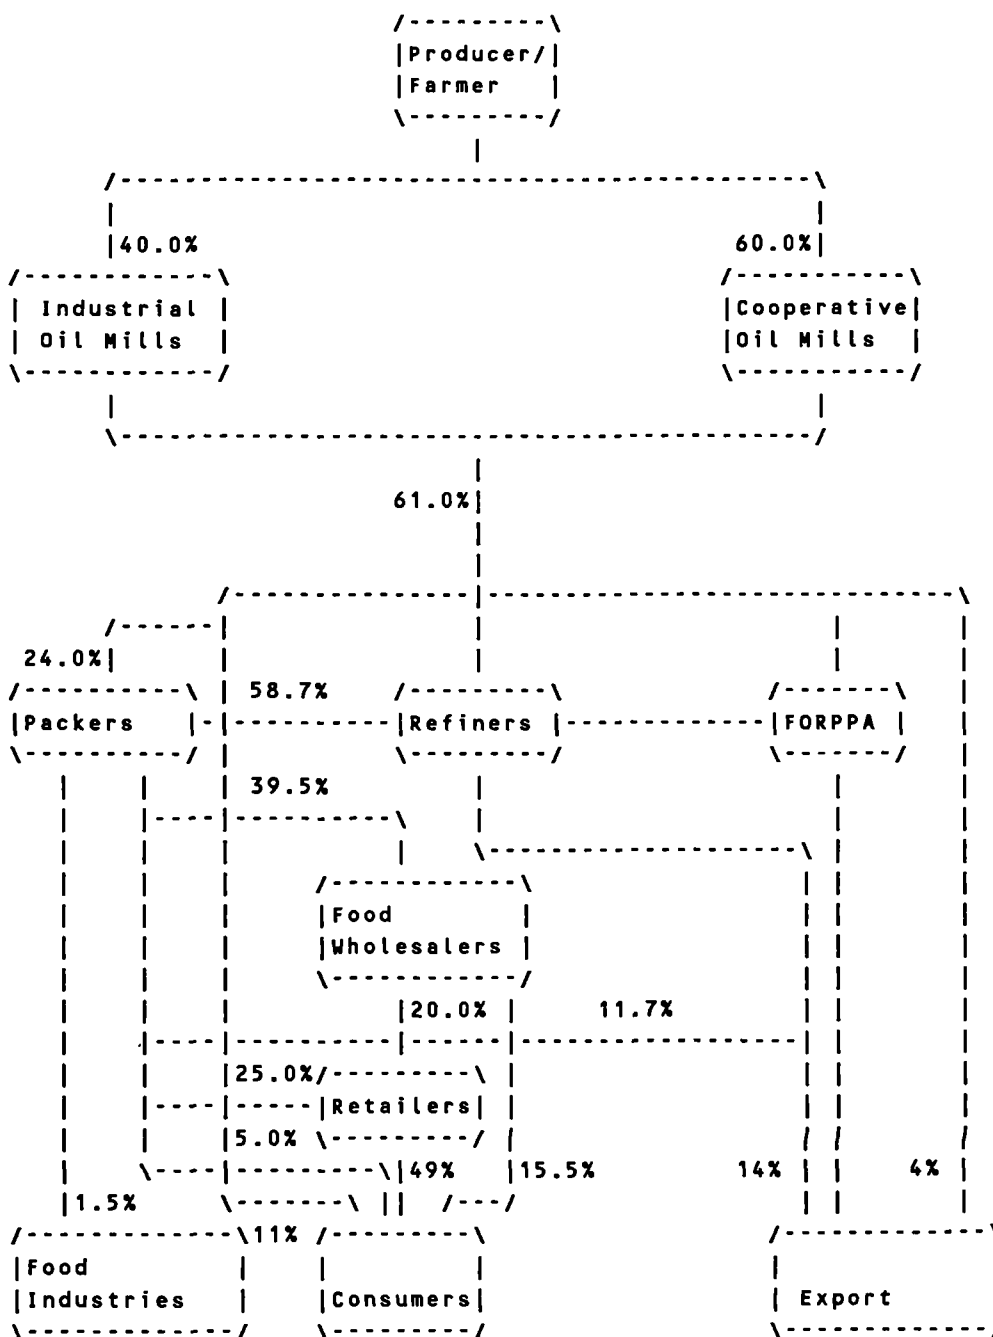 Producer/
Farmer
40.0%
60.0%
Industrial
Oil Mills
Cooperative
Oil Mills
61.0%
24.0%
58.7%
Packers
Refiners
FORPPA
39.5%
Food
Wholesalers
20.0%
11.7%
25.0%
Retailers
5.0%
49%
15.5%
14%
4%
1.5%
11%
Food
Industries
Consumers
Export